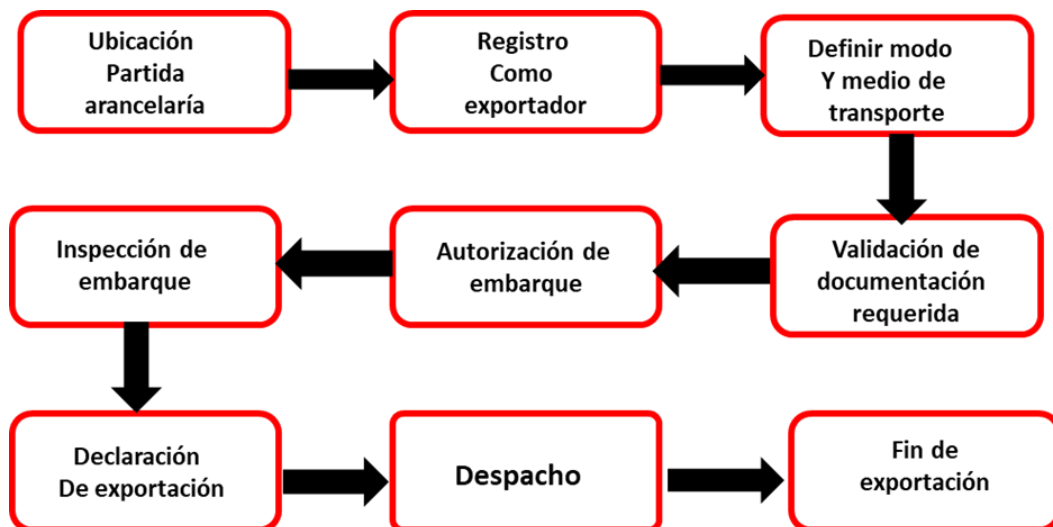 Ubicación
Partida
arancelaría
Registro
Como
exportador
Definir modo
Y medio de
transporte
Validación de
documentación
requerida
Autorización de
embarque
Inspección de
embarque
Declaración
De exportación
Despacho
Fin de
exportación